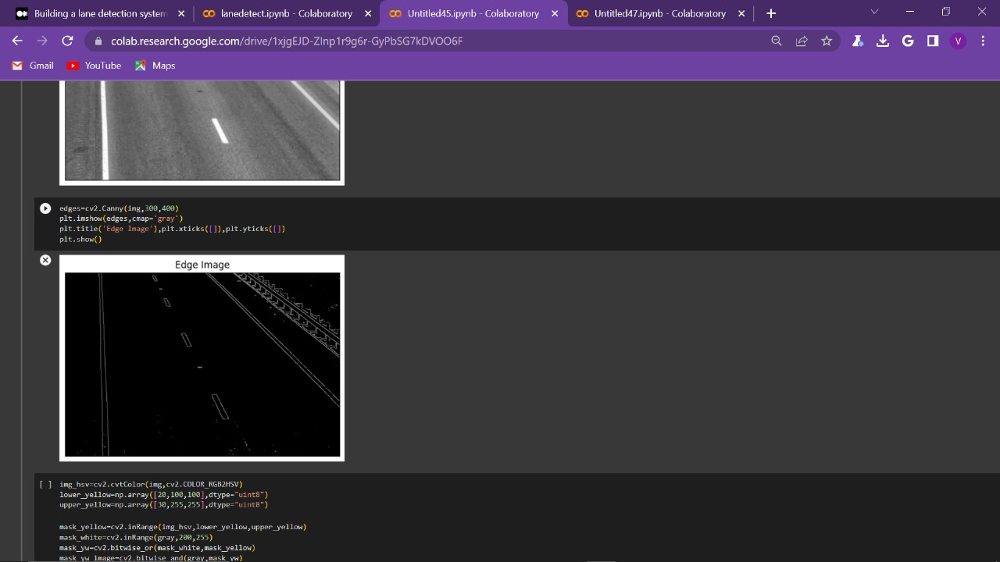 Building a lane detection system
lanedetect.ipynb - Colaboratory
Untitled45.ipynb - Colaboratory
Untitled47.ipynb - Colaboratory
colab.research.google.com/drive/1xjgEJD-ZInp1r9g6r-GyPbSG7kDVOO6F
V
Gmail
YouTube
Maps
edges=cv2.Canny(img,300,400)
plt.imshow(edges,cmap='gray')
plt.title('Edge Image'),plt.xticks([]),plt.yticks([])
plt.show()
Edge Image
[ ] img_hsv=cv2.cvtColor(img,cv2.COLOR_RGB2HSV)
lower_yellow=np.array([20,100,100],dtype="uint8")
upper_yellow=np.array([30,255,255],dtype="uint8")
mask_yellow=cv2.inRange(img_hsv,lower_yellow,upper_yellow)
mask_white=cv2.inRange(gray,200,255)
mask_yw=cv2.bitwise_or(mask_white,mask_yellow)
mask_yw_image=cv2.bitwise_and(gray,mask_yw)